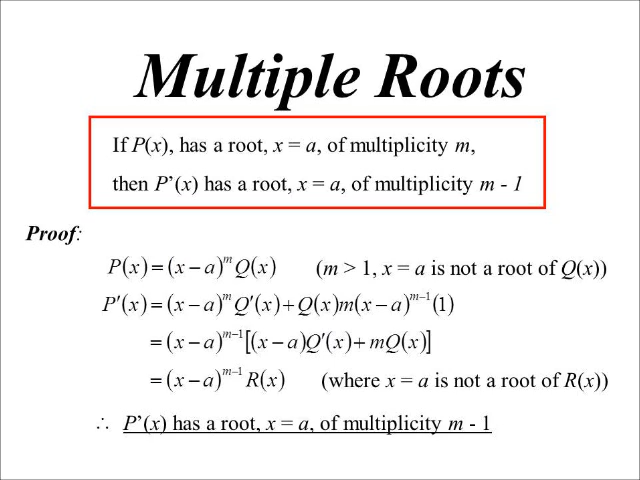 Multiple Roots
If P(x), has a root, x = a, of multiplicity m,
then P’(x) has a root, x = a, of multiplicity m - 1
Proof:
P(x) = (x − a)ᵐ Q(x) (m > 1, x = a is not a root of Q(x))
P′(x) = (x − a)ᵐ Q′(x) + Q(x)m(x − a)ᵐ⁻¹(1)
= (x − a)ᵐ⁻¹[(x − a)Q′(x) + mQ(x)]
= (x − a)ᵐ⁻¹ R(x) (where x = a is not a root of R(x))
∴ P’(x) has a root, x = a, of multiplicity m - 1